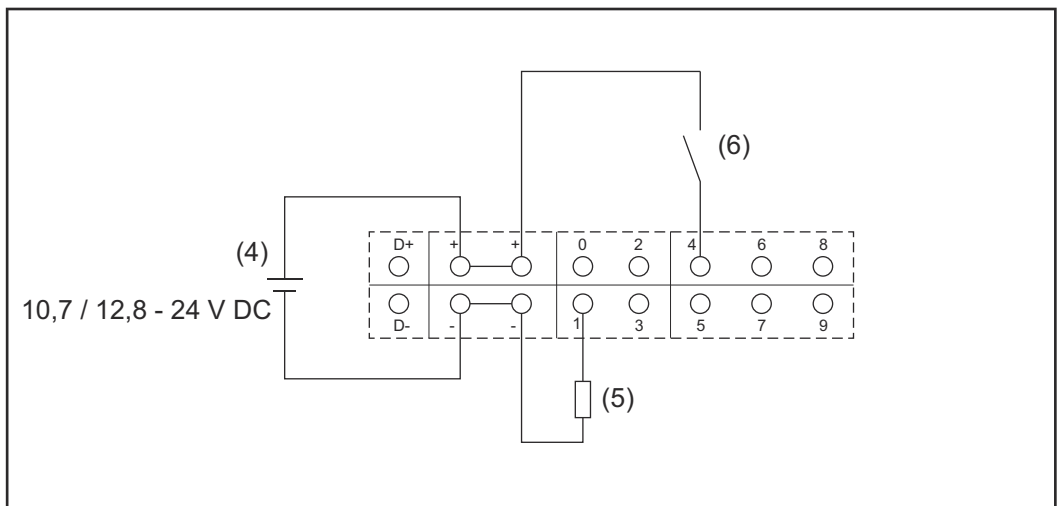 (6)
(4)
10,7 / 12,8 - 24 V DC
D+ + + 0 2 4 6 8
D- - - 1 3 5 7 9
(5)